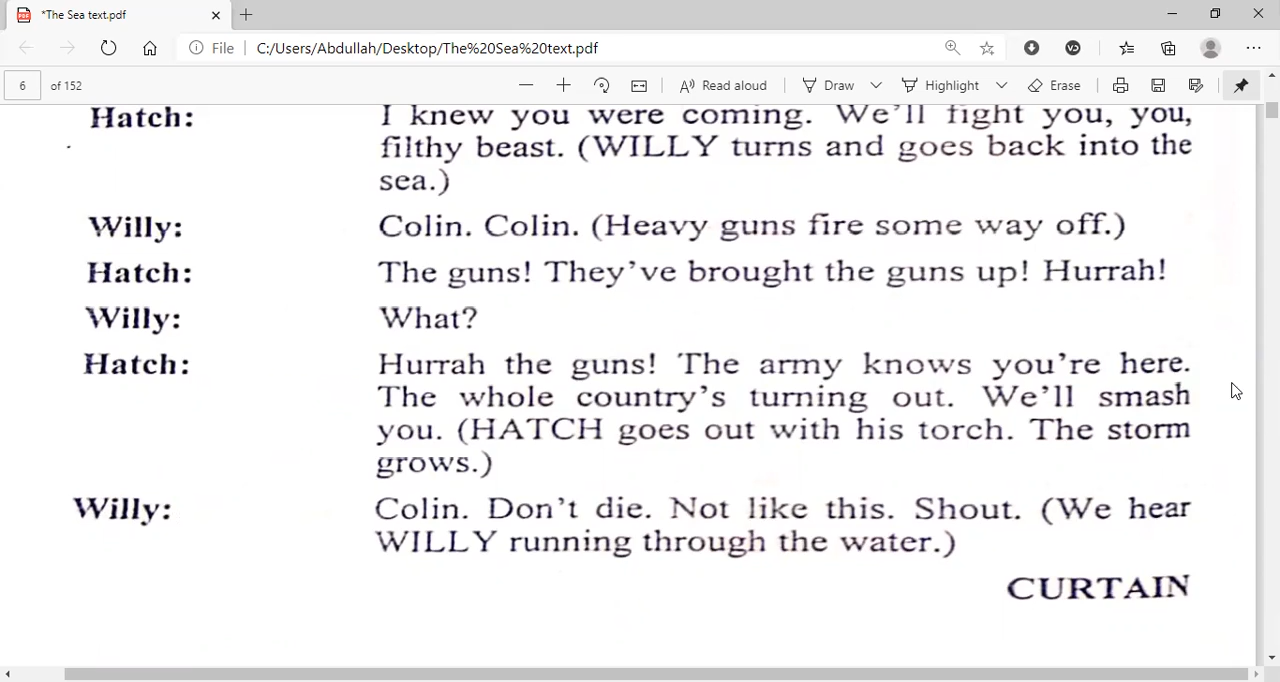 *The Sea text.pdf
File C:/Users/Abdullah/Desktop/The%20Sea%20text.pdf
6 of 152 Read aloud Draw Highlight Erase
Hatch: I knew you were coming. We'll fight you, you,
filthy beast. (WILLY turns and goes back into the
sea.)
Willy: Colin. Colin. (Heavy guns fire some way off.)
Hatch: The guns! They've brought the guns up! Hurrah!
Willy: What?
Hatch: Hurrah the guns! The army knows you're here.
The whole country's turning out. We'll smash
you. (HATCH goes out with his torch. The storm
grows.)
Willy: Colin. Don't die. Not like this. Shout. (We hear
WILLY running through the water.)
CURTAIN